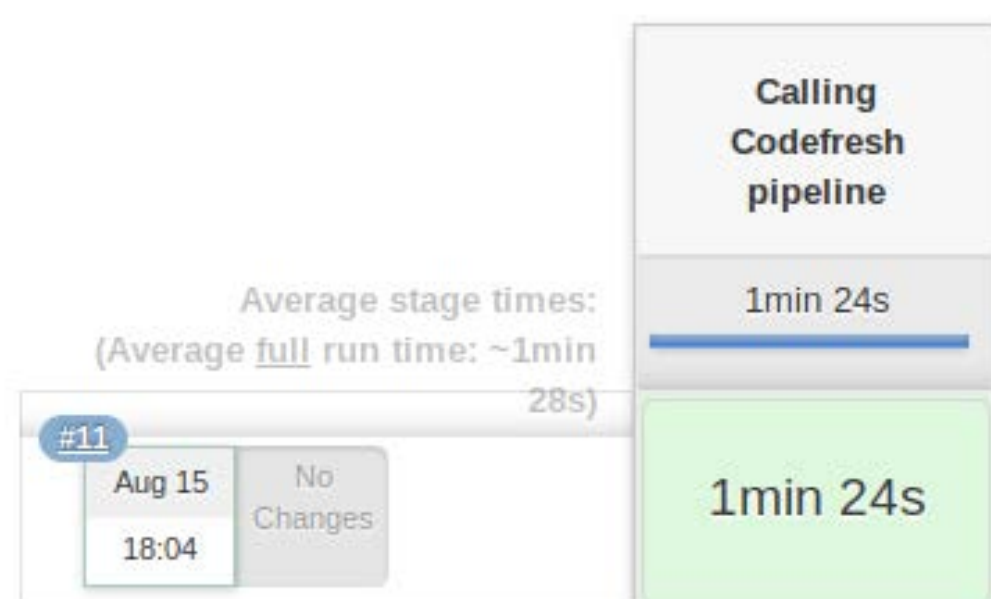 Calling
Codefresh
pipeline
Average stage times:
(Average full run time: ~1min
28s)
1min 24s
#11
Aug 15
18:04
No
Changes
1min 24s